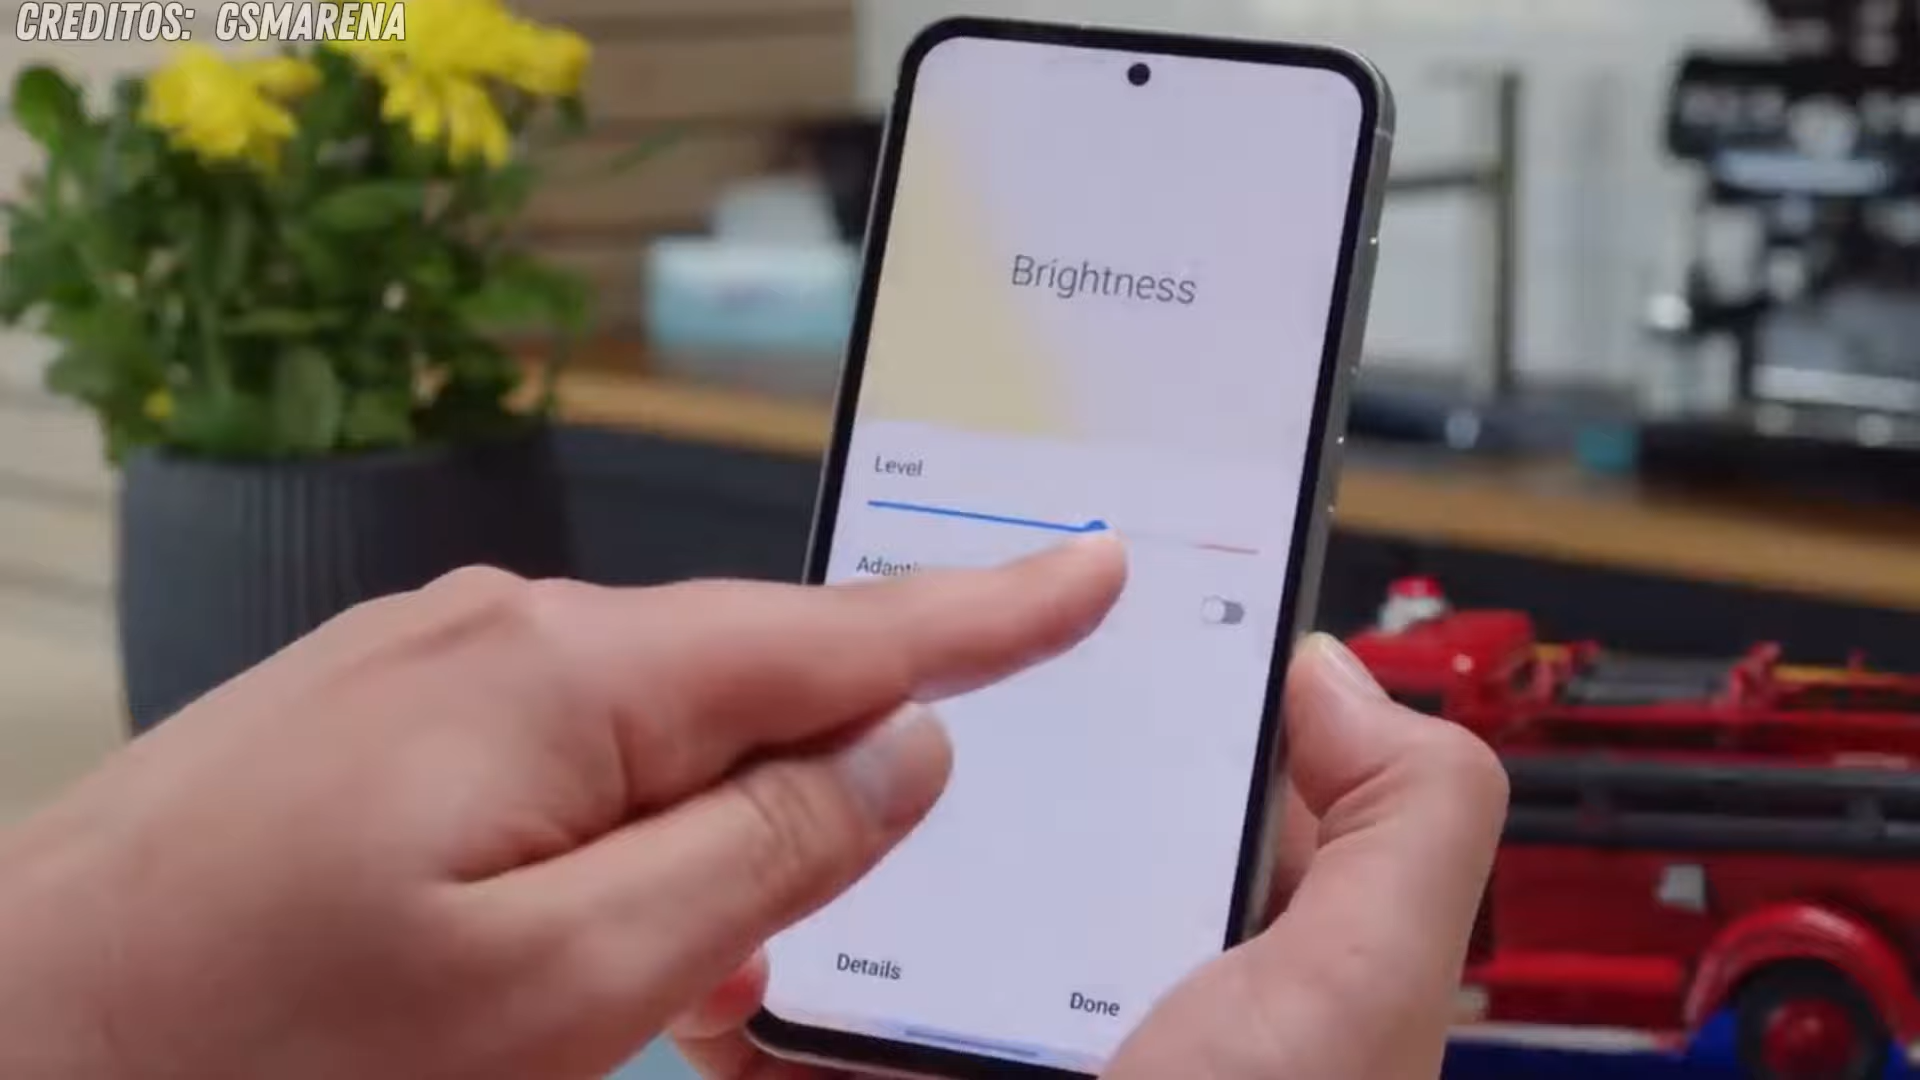 CREDITOS: GSMARENA
Brightness
Level
Details
Done